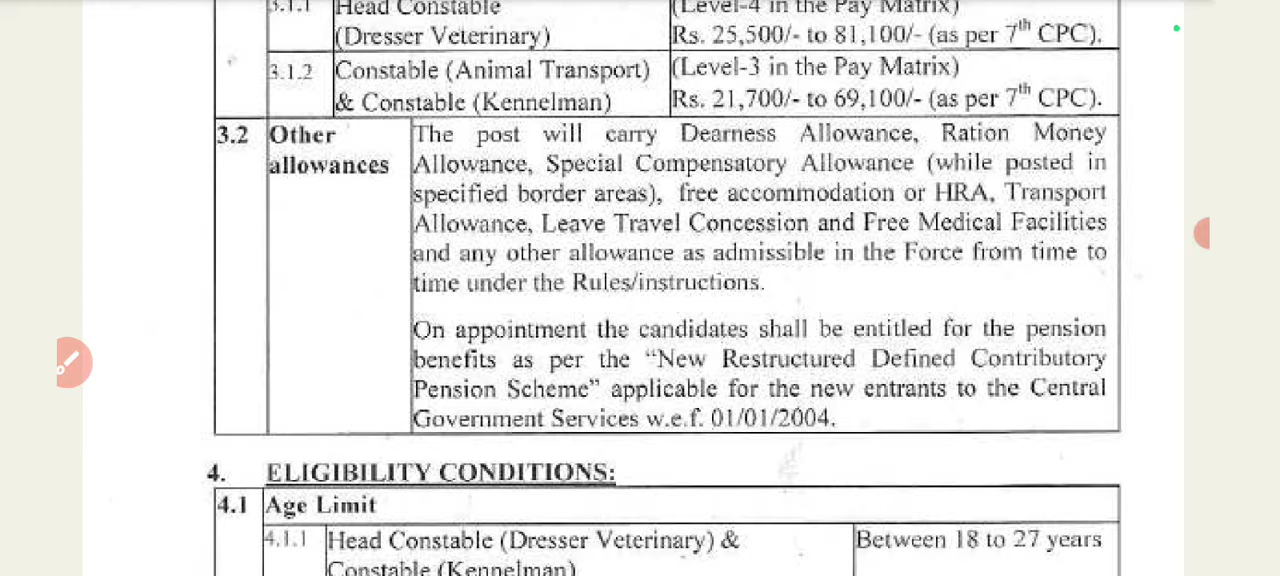 3.1.1 Head Constable (Level-4 in the Pay Matrix)
(Dresser Veterinary) Rs. 25,500/- to 81,100/- (as per 7th CPC).
3.1.2 Constable (Animal Transport) (Level-3 in the Pay Matrix)
& Constable (Kennelman) Rs. 21,700/- to 69,100/- (as per 7th CPC).
3.2 Other The post will carry Dearness Allowance, Ration Money
allowances Allowance, Special Compensatory Allowance (while posted in
specified border areas), free accommodation or HRA, Transport
Allowance, Leave Travel Concession and Free Medical Facilities
and any other allowance as admissible in the Force from time to
time under the Rules/instructions.
On appointment the candidates shall be entitled for the pension
benefits as per the “New Restructured Defined Contributory
Pension Scheme” applicable for the new entrants to the Central
Government Services w.e.f. 01/01/2004.
4. ELIGIBILITY CONDITIONS:
4.1 Age Limit
4.1.1 Head Constable (Dresser Veterinary) & Between 18 to 27 years
Constable (Kennelman)